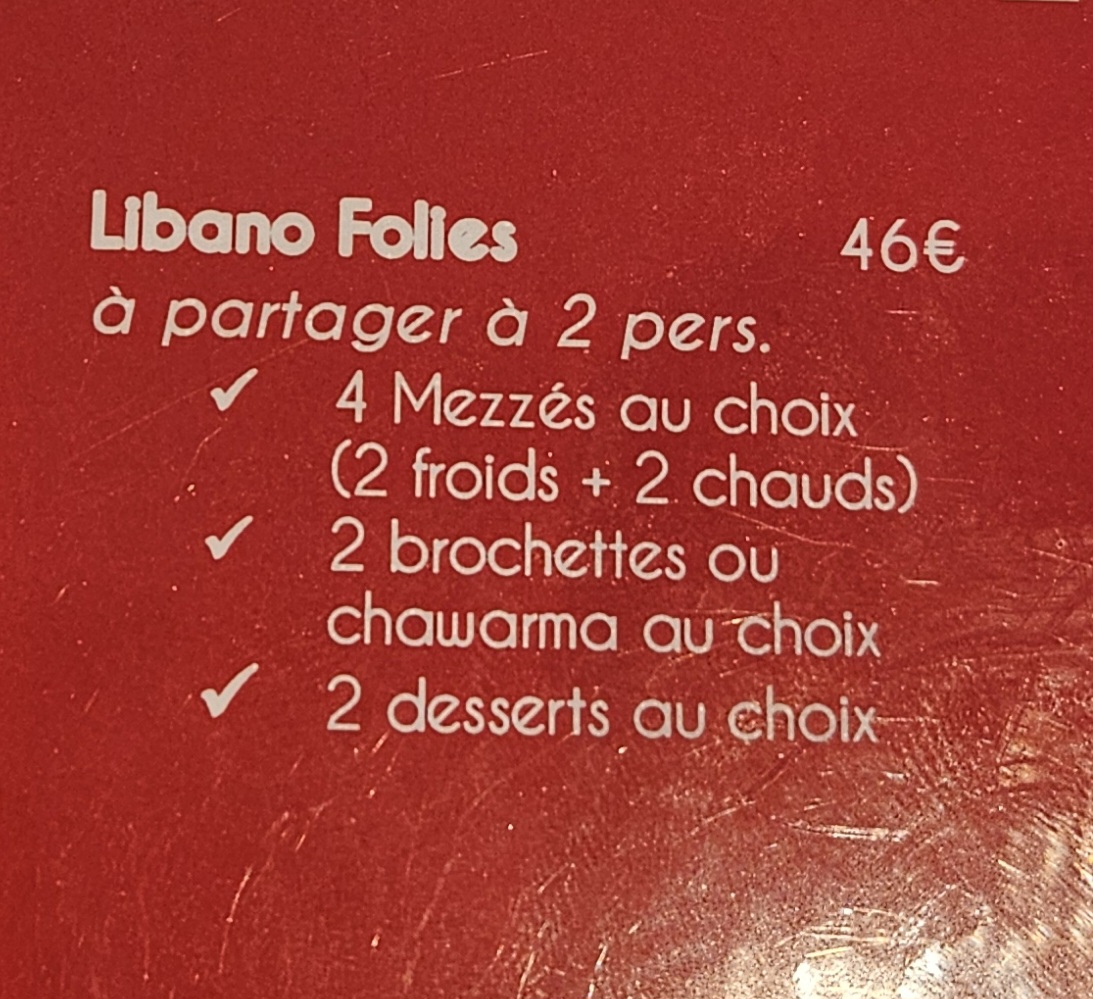 Libano Folies 46€
à partager à 2 pers.
✓ 4 Mezzés au choix
(2 froids + 2 chauds)
✓ 2 brochettes ou
chawarma au choix
✓ 2 desserts au choix